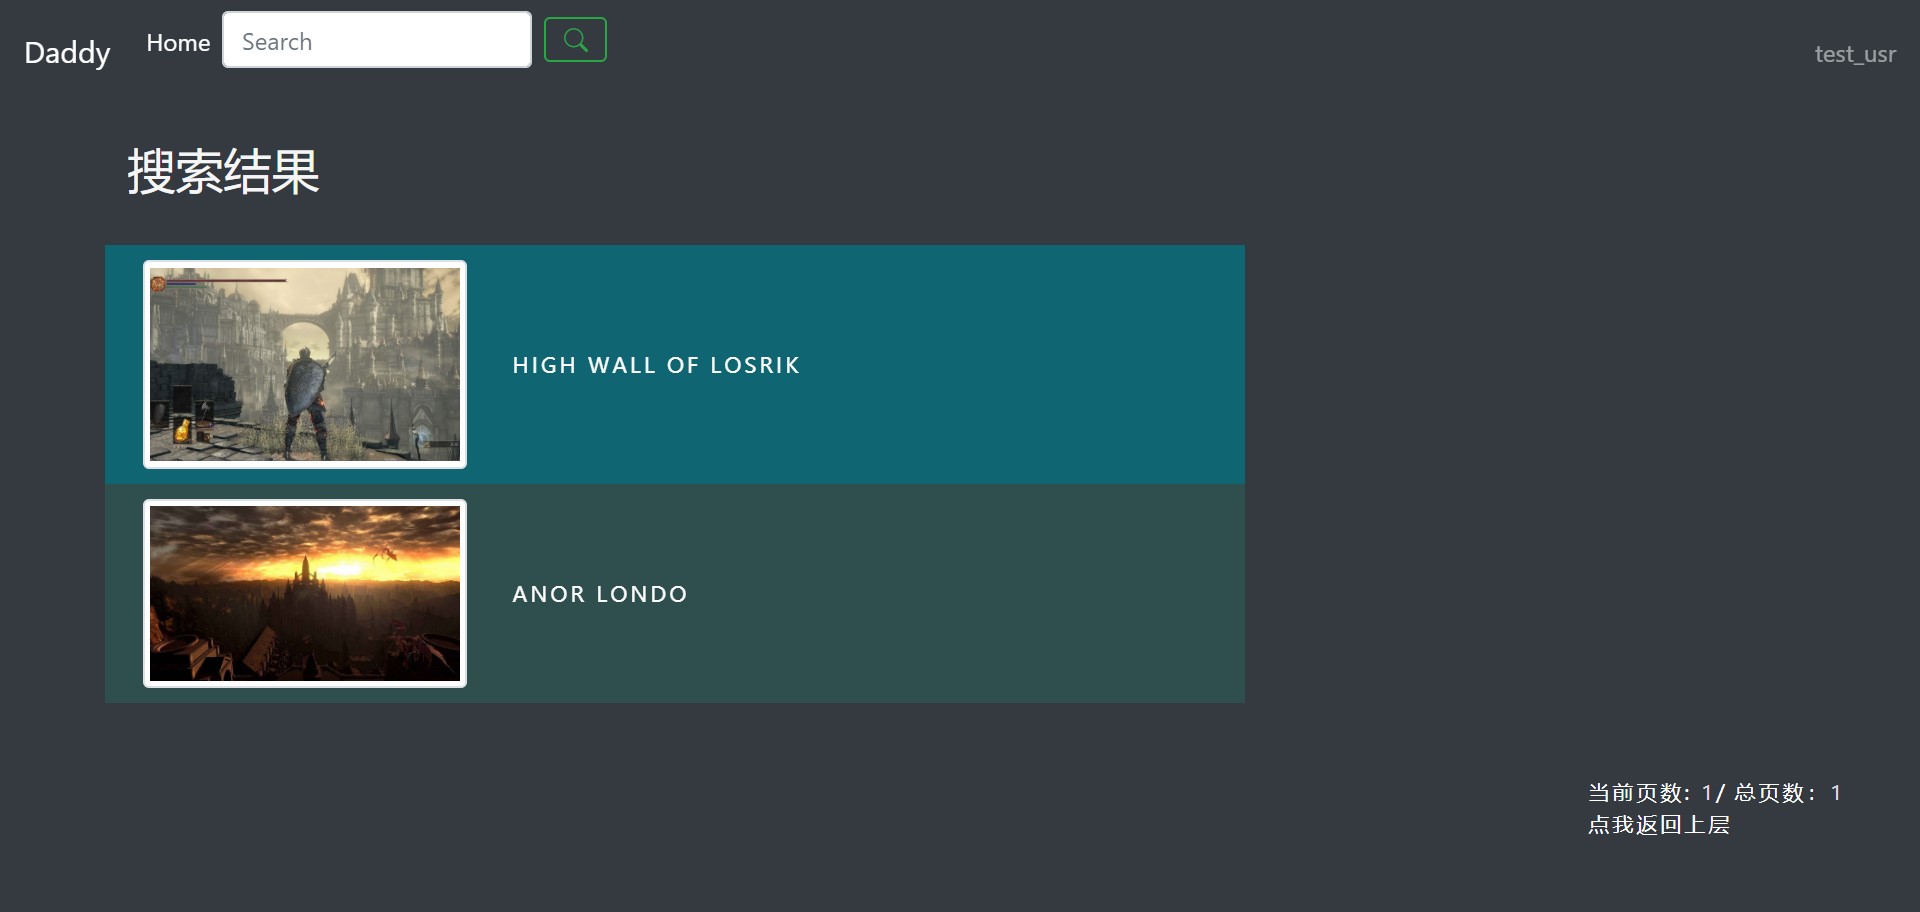 Daddy
Home
Search
test_usr
搜索结果
HIGH WALL OF LOSRIK
ANOR LONDO
当前页数: 1/ 总页数: 1
点我返回上层